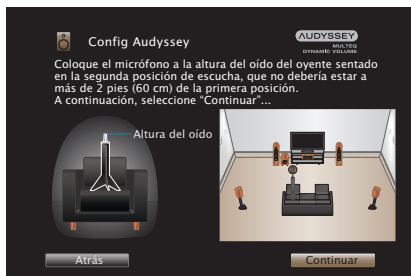 Config Audyssey
AUDYSSEY
MULTEQ
DYNAMIC VOLUME
Coloque el micrófono a la altura del oído del oyente sentado
en la segunda posición de escucha, que no debería estar a
más de 2 pies (60 cm) de la primera posición.
A continuación, seleccione “Continuar”...
Altura del oído
Atrás
Continuar